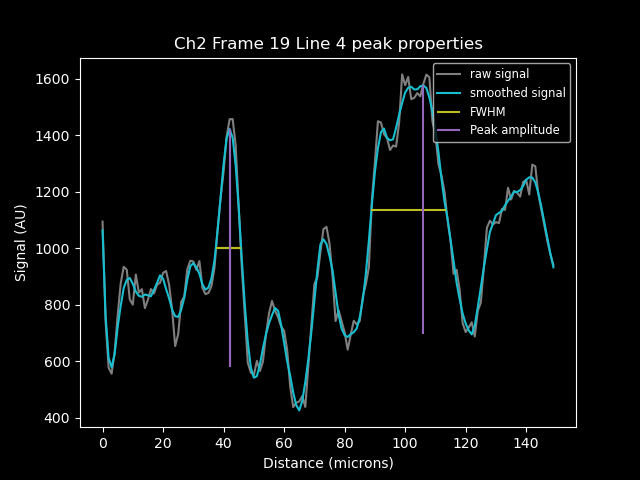 Ch2 Frame 19 Line 4 peak properties
raw signal
smoothed signal
FWHM
Peak amplitude
Signal (AU)
1600
1400
1200
1000
800
600
400
0 20 40 60 80 100 120 140
Distance (microns)